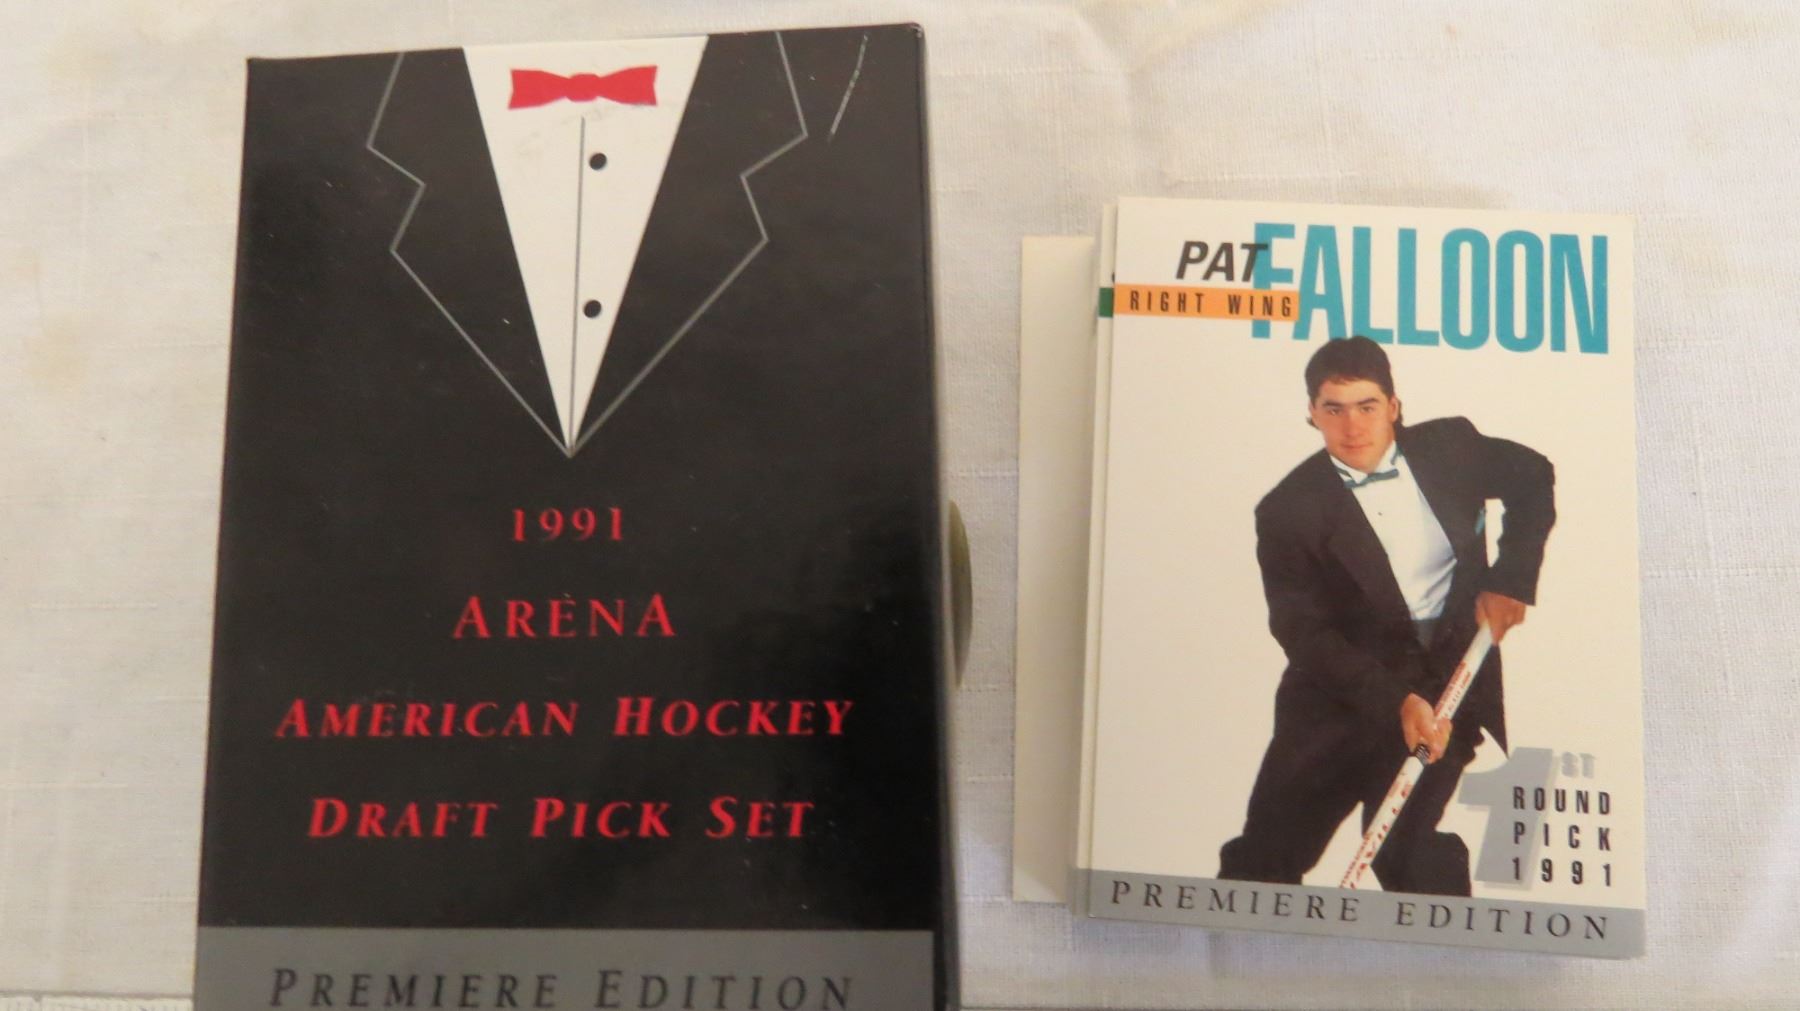 1991
ARENA
AMERICAN HOCKEY
DRAFT PICK SET
PREMIERE EDITION
PAT FALLOON
RIGHT WING
1ST
ROUND
PICK
1991
PREMIERE EDITION